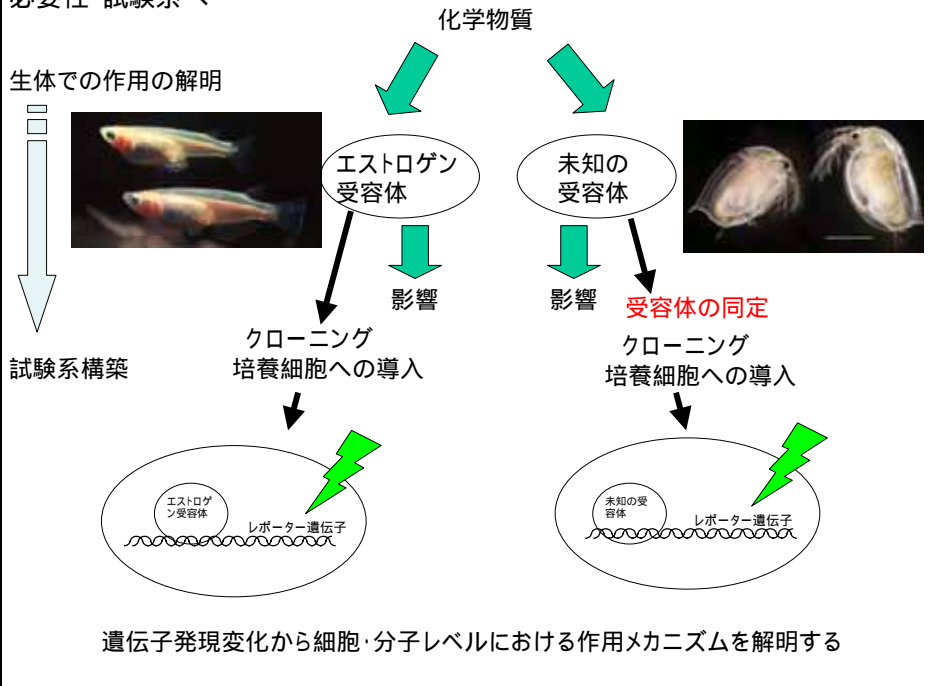 化学物質
生体での作用の解明
エストロゲン
受容体
未知の
受容体
影響
影響
受容体の同定
クローニング
培養細胞への導入
クローニング
培養細胞への導入
試験系構築
エストロゲ
ン受容体
レポーター遺伝子
未知の受
容体
レポーター遺伝子
遺伝子発現変化から細胞・分子レベルにおける作用メカニズムを解明する